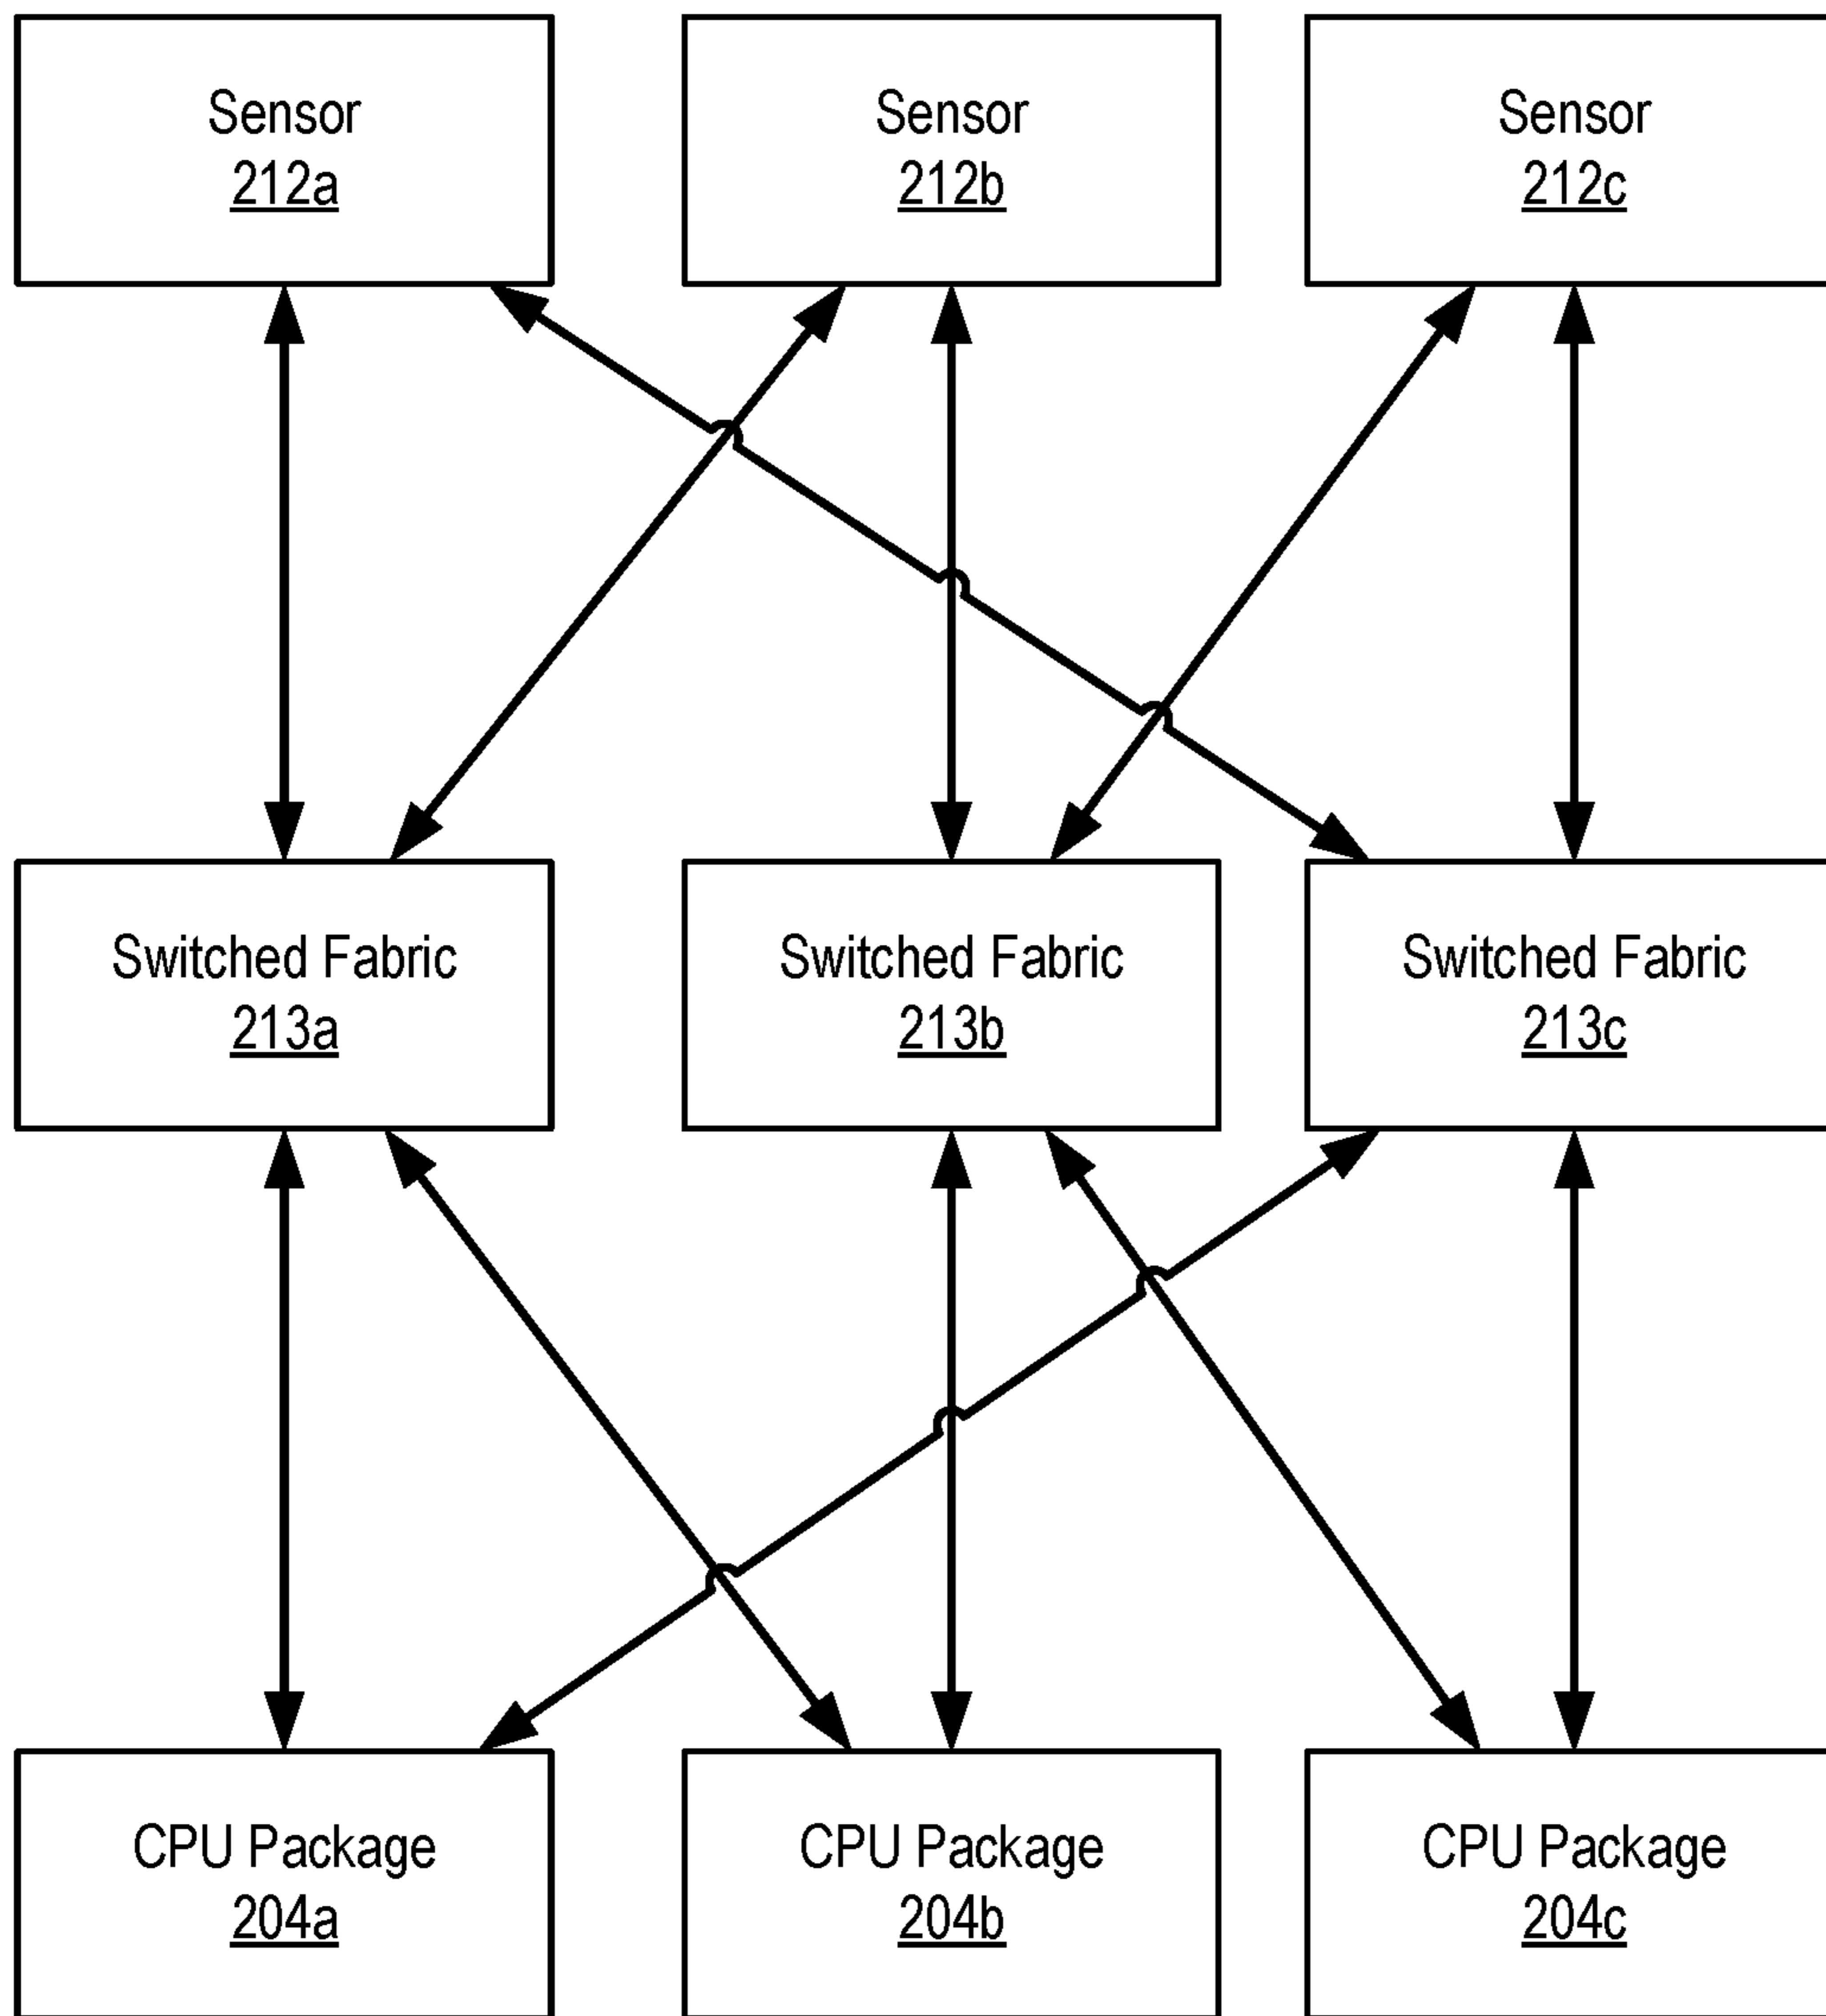 Sensor
212a
Sensor
212b
Sensor
212c
Switched Fabric
213a
Switched Fabric
213b
Switched Fabric
213c
CPU Package
204a
CPU Package
204b
CPU Package
204c